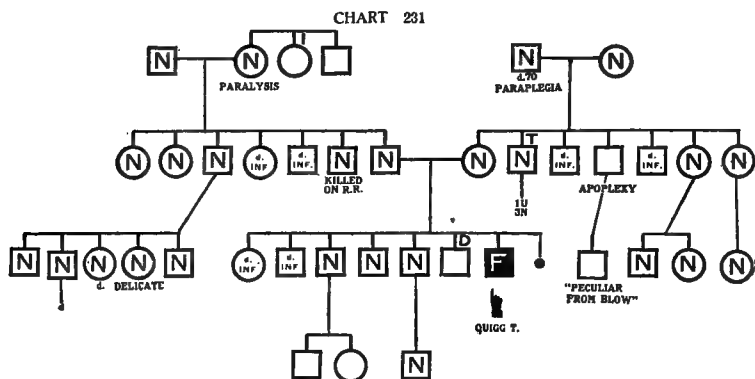 CHART 231
N N N N
PARALYSIS
d.70
PARAPLEGIA
T
N N N d. INF. d. INF. N N N N d. INF. d. INF. N N
KILLED
ON R.R.
APOPLEXY
1U
3N
D
N N N N N d. INF d. INF N N N F N N N
d. DELICATE
"PECULIAR
FROM BLOW"
QUIGG T.
N